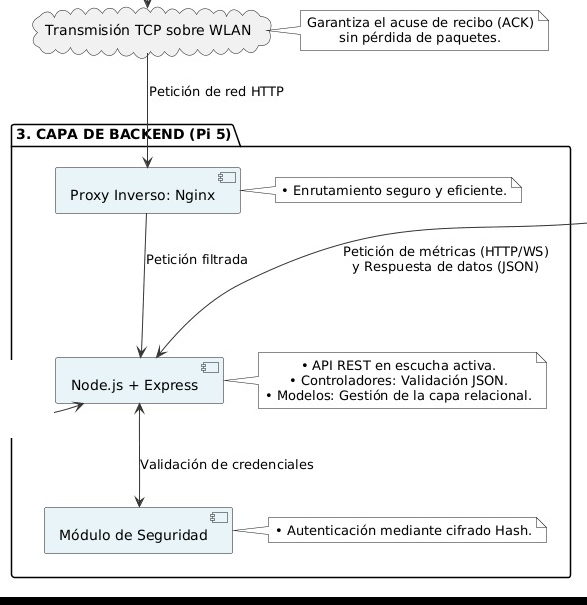 Transmisión TCP sobre WLAN
Garantiza el acuse de recibo (ACK)
sin pérdida de paquetes.
Petición de red HTTP
3. CAPA DE BACKEND (Pi 5)
Proxy Inverso: Nginx
• Enrutamiento seguro y eficiente.
Petición filtrada
Petición de métricas (HTTP/WS)
y Respuesta de datos (JSON)
Node.js + Express
• API REST en escucha activa.
• Controladores: Validación JSON.
• Modelos: Gestión de la capa relacional.
Validación de credenciales
Módulo de Seguridad
• Autenticación mediante cifrado Hash.